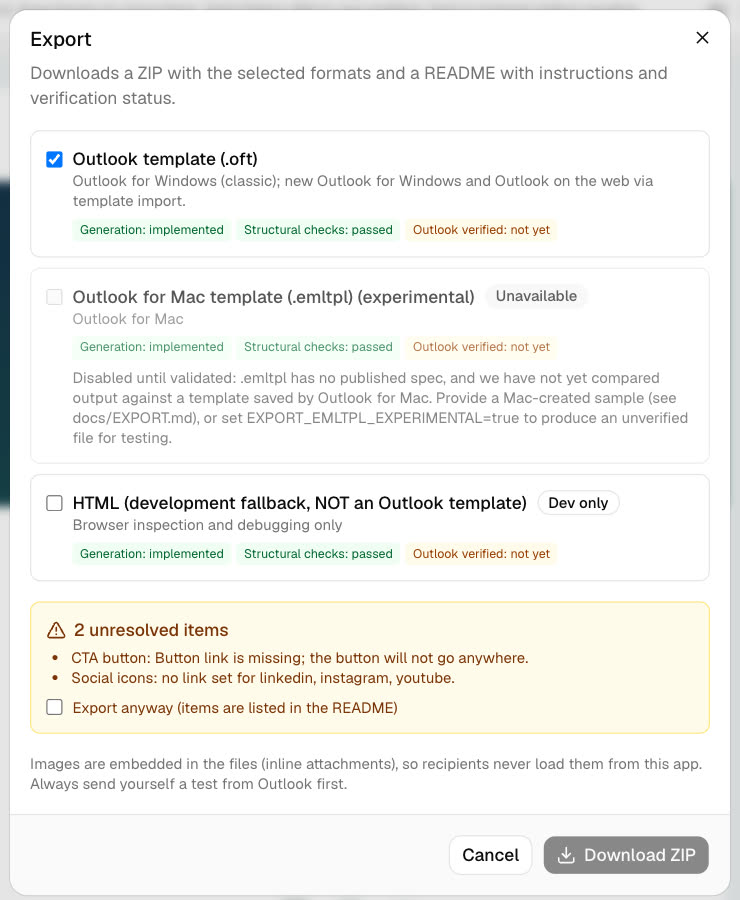 Export
Downloads a ZIP with the selected formats and a README with instructions and
verification status.
Outlook template (.oft)
Outlook for Windows (classic); new Outlook for Windows and Outlook on the web via
template import.
Generation: implemented Structural checks: passed Outlook verified: not yet
Outlook for Mac template (.emltpl) (experimental) Unavailable
Outlook for Mac
Generation: implemented Structural checks: passed Outlook verified: not yet
Disabled until validated: .emltpl has no published spec, and we have not yet compared
output against a template saved by Outlook for Mac. Provide a Mac-created sample (see
docs/EXPORT.md), or set EXPORT_EMLTPL_EXPERIMENTAL=true to produce an unverified
file for testing.
HTML (development fallback, NOT an Outlook template) Dev only
Browser inspection and debugging only
Generation: implemented Structural checks: passed Outlook verified: not yet
2 unresolved items
• CTA button: Button link is missing; the button will not go anywhere.
• Social icons: no link set for linkedin, instagram, youtube.
Export anyway (items are listed in the README)
Images are embedded in the files (inline attachments), so recipients never load them from this app.
Always send yourself a test from Outlook first.
Cancel Download ZIP